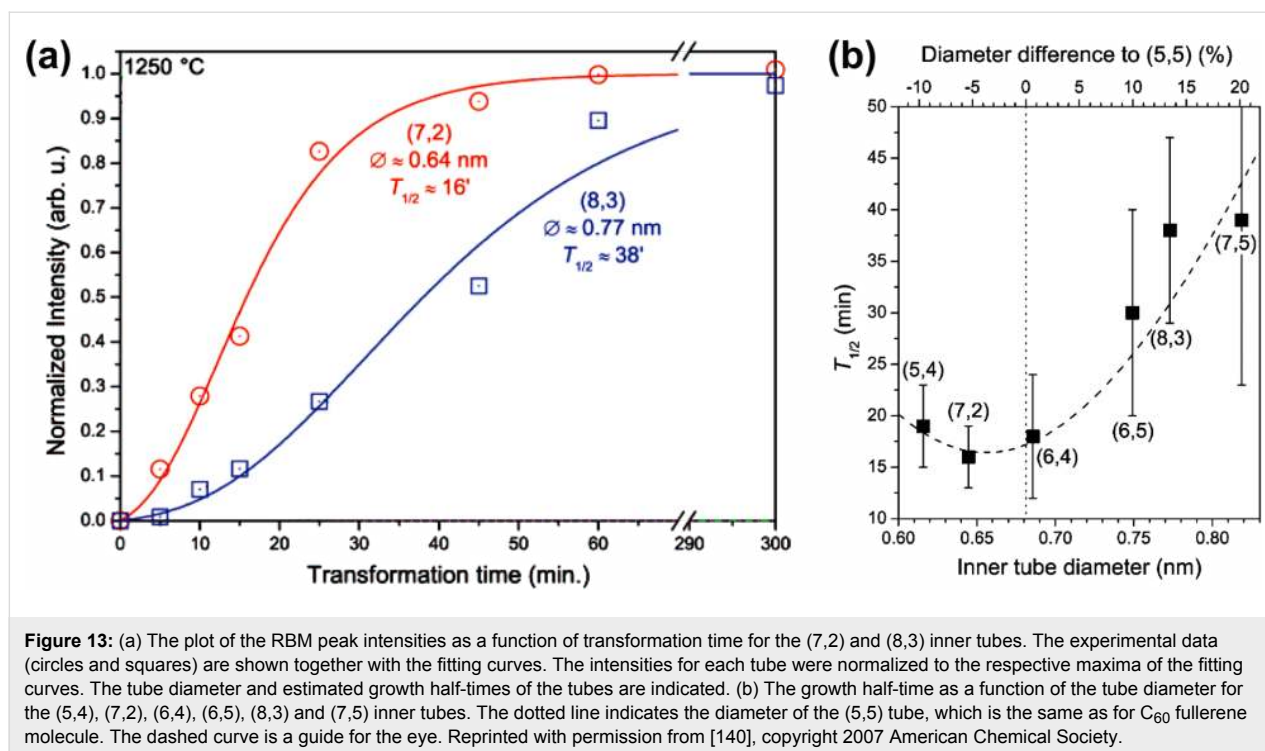 (a)
1250 °C
1.0
0.9
0.8
0.7
0.6
0.5
0.4
0.3
0.2
0.1
0.0
Normalized Intensity (arb. u.)
(7,2)
Ø ≈ 0.64 nm
T1/2 ≈ 16'
(8,3)
Ø ≈ 0.77 nm
T1/2 ≈ 38'
0 10 20 30 40 50 60 290 300
Transformation time (min.)
(b)
Diameter difference to (5,5) (%)
-10 -5 0 5 10 15 20
50
45
40
35
30
25
20
15
10
T1/2 (min)
(5,4)
(7,2)
(6,4)
(6,5)
(8,3)
(7,5)
0.60 0.65 0.70 0.75 0.80
Inner tube diameter (nm)
Figure 13: (a) The plot of the RBM peak intensities as a function of transformation time for the (7,2) and (8,3) inner tubes. The experimental data
(circles and squares) are shown together with the fitting curves. The intensities for each tube were normalized to the respective maxima of the fitting
curves. The tube diameter and estimated growth half-times of the tubes are indicated. (b) The growth half-time as a function of the tube diameter for
the (5,4), (7,2), (6,4), (6,5), (8,3) and (7,5) inner tubes. The dotted line indicates the diameter of the (5,5) tube, which is the same as for C60 fullerene
molecule. The dashed curve is a guide for the eye. Reprinted with permission from [140], copyright 2007 American Chemical Society.